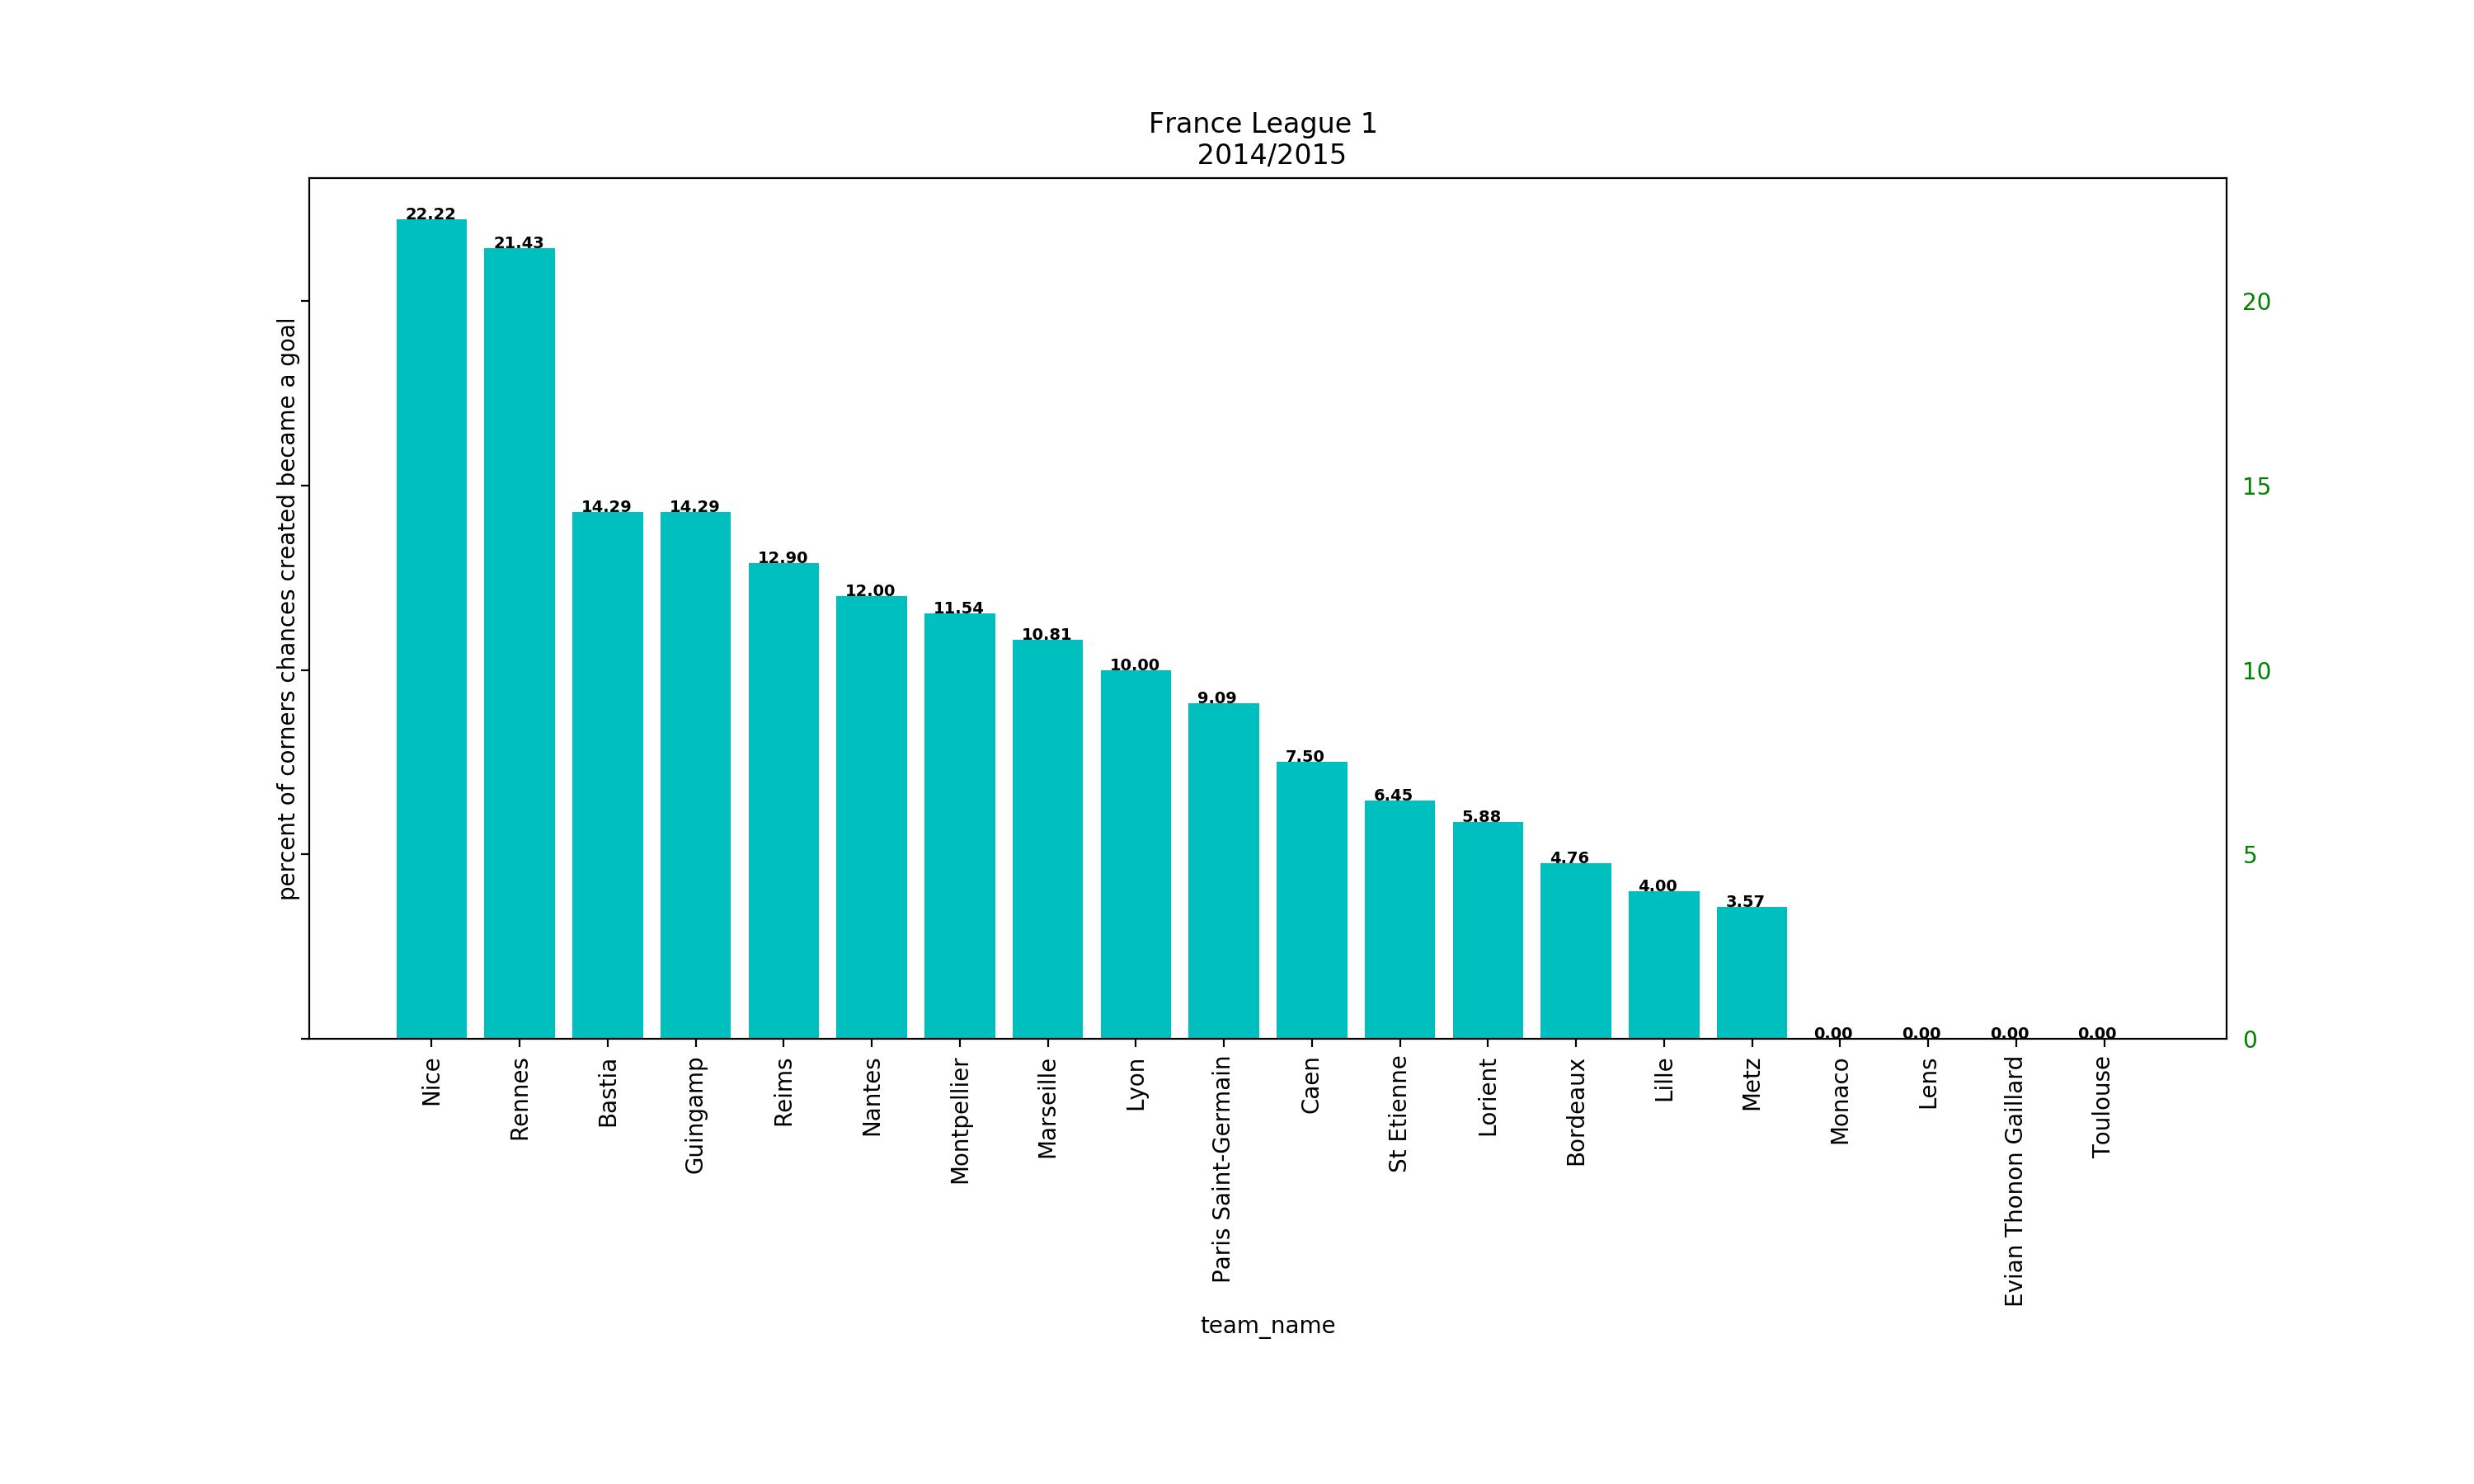 France League 1
2014/2015
percent of corners chances created became a goal
22.22
21.43
14.29
14.29
12.90
12.00
11.54
10.81
10.00
9.09
7.50
6.45
5.88
4.76
4.00
3.57
0.00
0.00
0.00
0.00
20
15
10
5
0
Nice
Rennes
Bastia
Guingamp
Reims
Nantes
Montpellier
Marseille
Lyon
Paris Saint-Germain
Caen
St Etienne
Lorient
Bordeaux
Lille
Metz
Monaco
Lens
Evian Thonon Gaillard
Toulouse
team_name